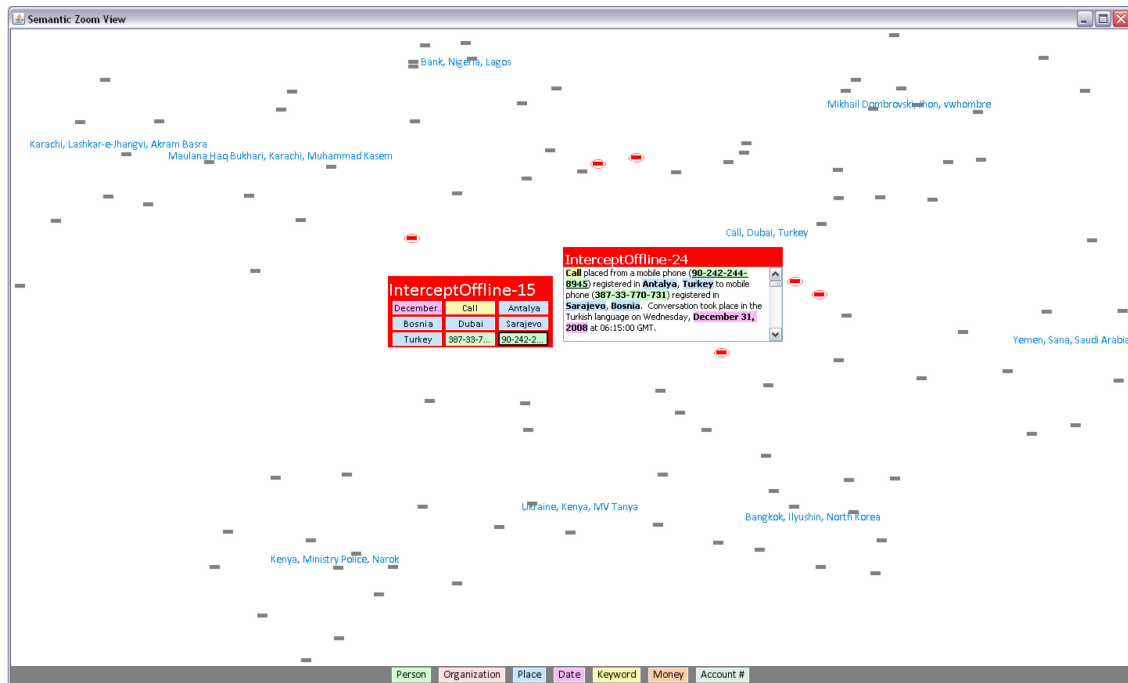 Semantic Zoom View
Bank, Nigeria, Lagos
Mikhail Dombrovski, Jhon, vwhombre
Karachi, Lashkar-e-Jhangvi, Akram Basra
Maulana Haq Bukhari, Karachi, Muhammad Kasem
Call, Dubai, Turkey
InterceptOffline-24
Call placed from a mobile phone (90-242-244-
8945) registered in Antalya, Turkey to mobile
phone (387-33-770-731) registered in
Sarajevo, Bosnia. Conversation took place in the
Turkish language on Wednesday, December 31,
2008 at 06:15:00 GMT.
InterceptOffline-15
December.. Call Antalya
Bosnia Dubai Sarajevo
Turkey 387-33-7... 90-242-2...
Yemen, Sana, Saudi Arabia
Ukraine, Kenya, MV Tanya
Bangkok, Ilyushin, North Korea
Kenya, Ministry Police, Narok
Person Organization Place Date Keyword Money Account #